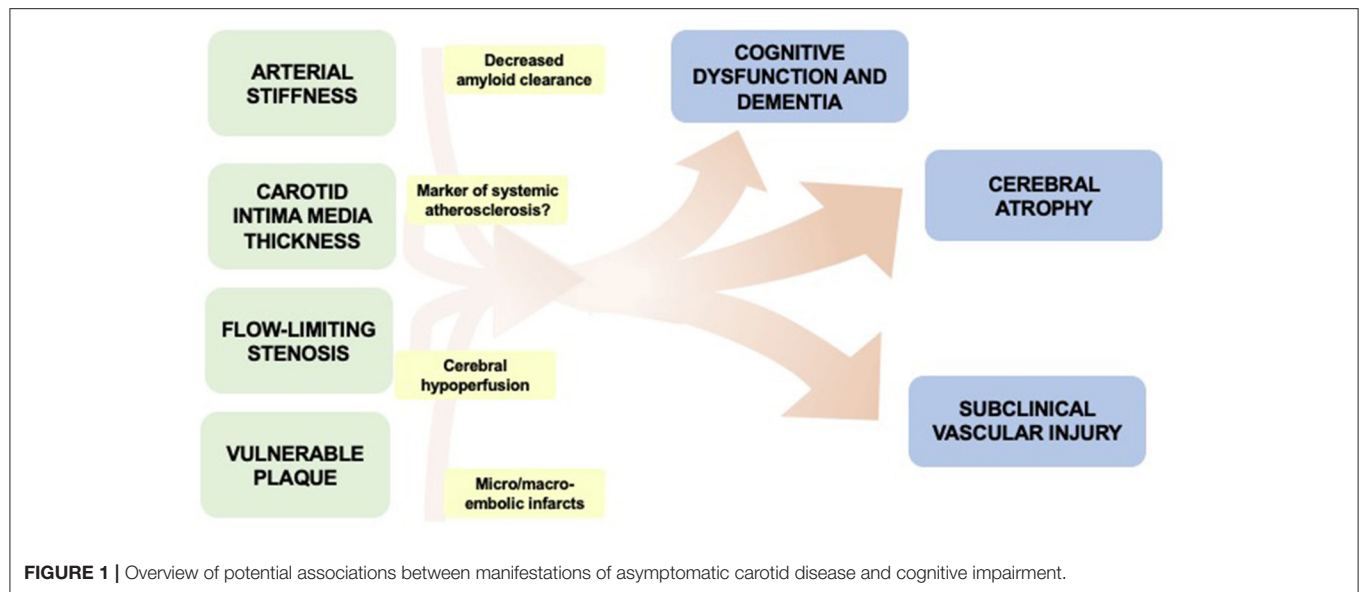 ARTERIAL
STIFFNESS
Decreased
amyloid clearance
CAROTID
INTIMA MEDIA
THICKNESS
Marker of systemic
atherosclerosis?
FLOW-LIMITING
STENOSIS
Cerebral
hypoperfusion
VULNERABLE
PLAQUE
Micro/macro-
embolic infarcts
COGNITIVE
DYSFUNCTION AND
DEMENTIA
CEREBRAL
ATROPHY
SUBCLINICAL
VASCULAR INJURY
FIGURE 1 | Overview of potential associations between manifestations of asymptomatic carotid disease and cognitive impairment.